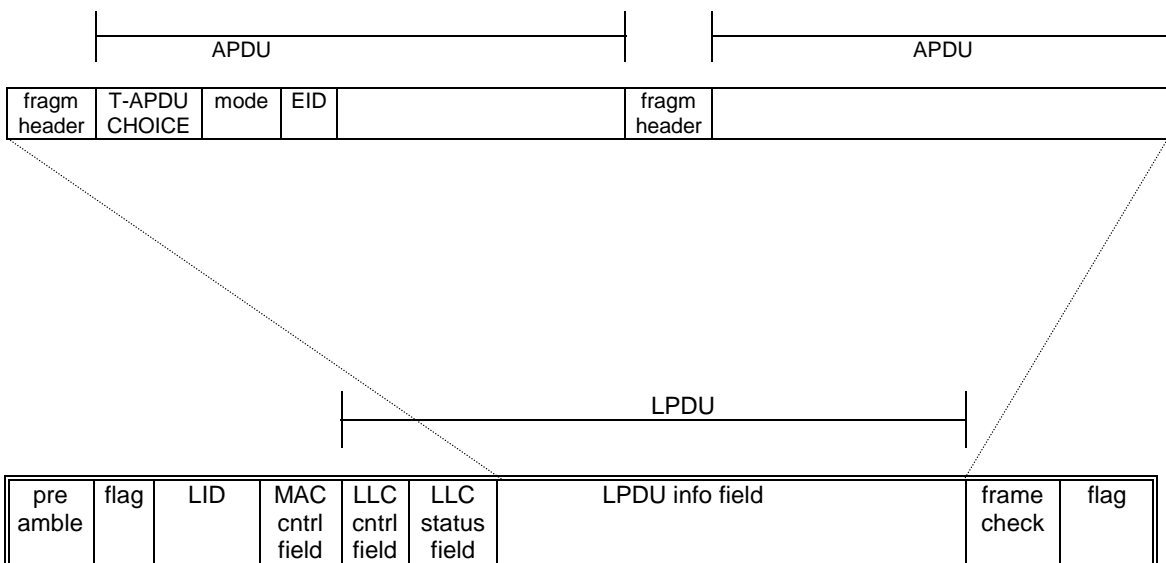 APDU APDU
fragm T-APDU mode EID fragm
header CHOICE header
LPDU
pre flag LID MAC LLC LLC LPDU info field frame flag
amble cntrl cntrl status check
field field field